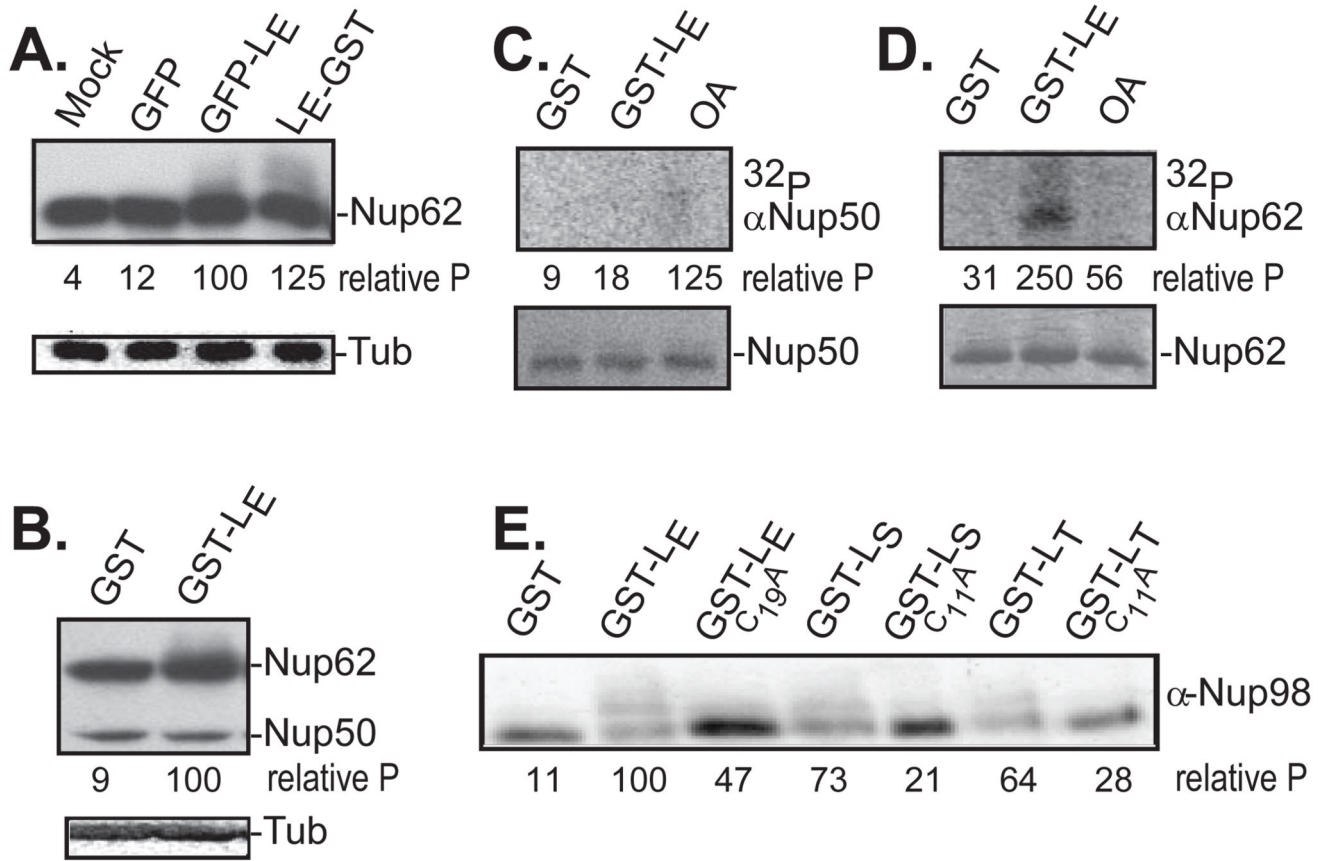 A.
Mock GFP GFP-LE LE-GST
-Nup62
4 12 100 125 relative P
-Tub
B.
GST GST-LE
-Nup62
-Nup50
9 100 relative P
-Tub
C.
GST GST-LE OA
32P
αNup50
9 18 125 relative P
-Nup50
D.
GST GST-LE OA
32P
αNup62
31 250 56 relative P
-Nup62
E.
GST GST-LE GST-LE C19A GST-LS GST-LS C11A GST-LT GST-LT C11A
α-Nup98
11 100 47 73 21 64 28 relative P